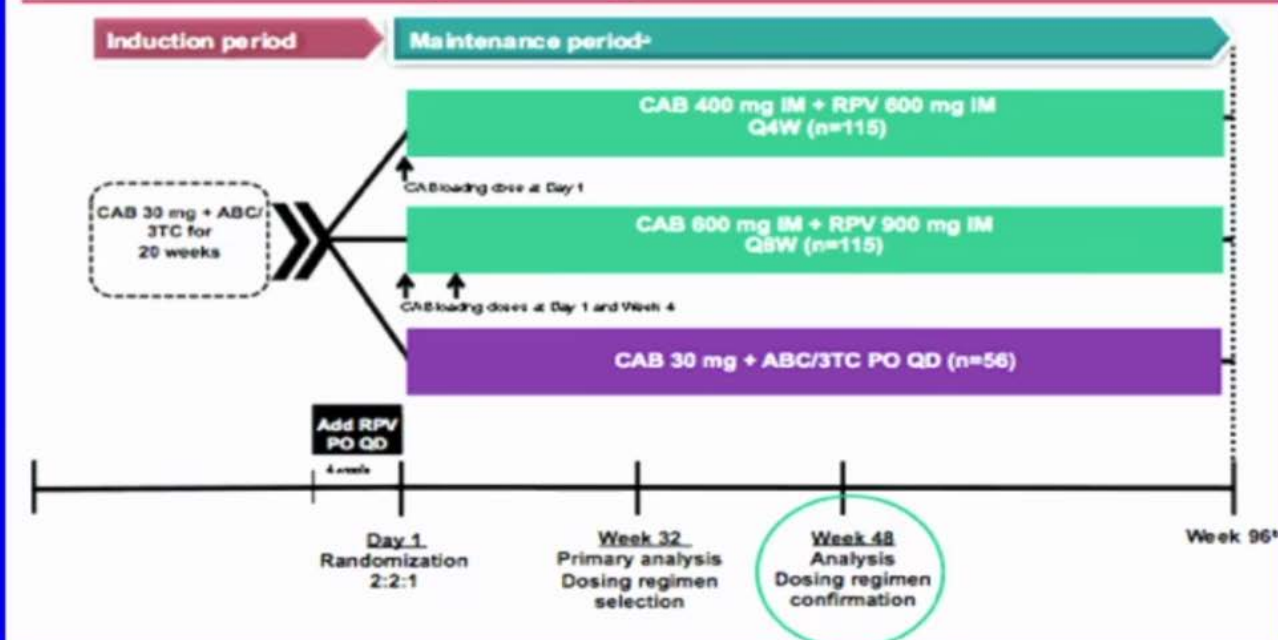 Induction period
Maintenance periodᵃ
CAB 400 mg IM + RPV 600 mg IM
Q4W (n=115)
CAB loading dose at Day 1
CAB 30 mg + ABC/
3TC for
20 weeks
CAB 600 mg IM + RPV 900 mg IM
Q8W (n=115)
CAB loading doses at Day 1 and Week 4
CAB 30 mg + ABC/3TC PO QD (n=56)
Add RPV
PO QD
4 weeks
Day 1
Randomization
2:2:1
Week 32
Primary analysis
Dosing regimen
selection
Week 48
Analysis
Dosing regimen
confirmation
Week 96ᵇ